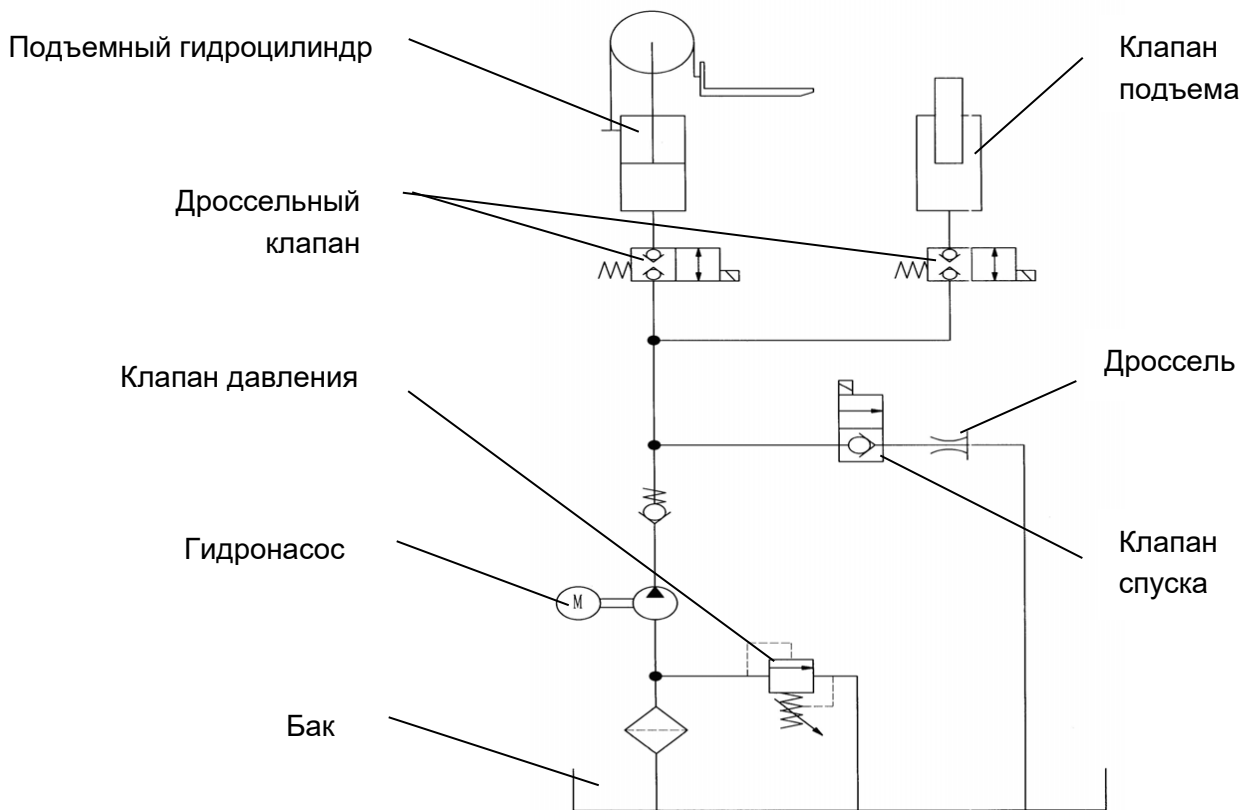 Подъемный гидроцилиндр
Клапан
подъема
Дроссельный
клапан
Клапан давления
Дроссель
Гидронасос
Клапан
спуска
M
Бак